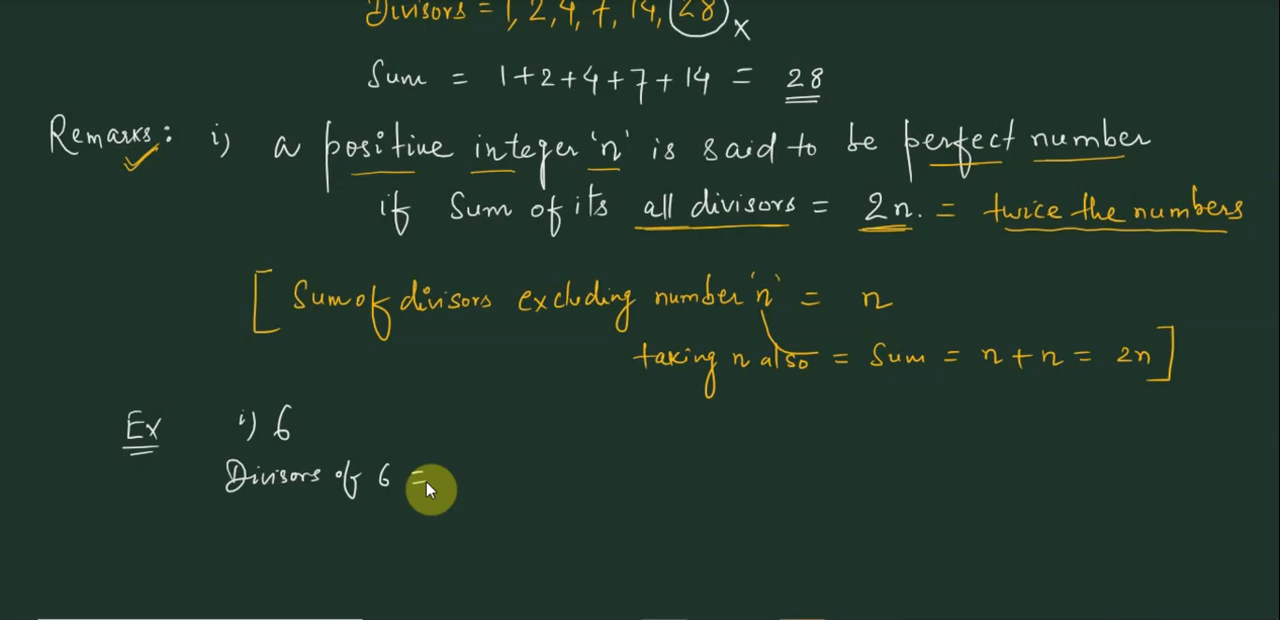 Divisors = 1, 2, 4, 7, 14, 28 x
Sum = 1+2+4+7+14 = 28
Remarks: i) a positive integer 'n' is said to be perfect number
if Sum of its all divisors = 2n. = twice the numbers
[ Sum of divisors excluding number 'n' = n
taking n also = Sum = n + n = 2n ]
Ex i) 6
Divisors of 6 =